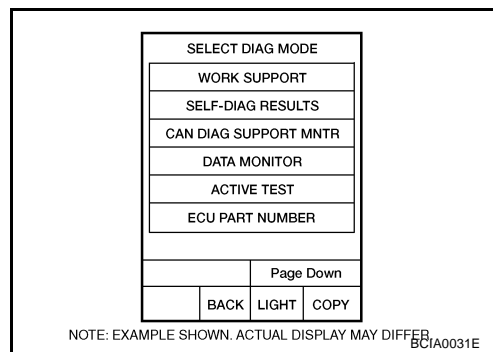 SELECT DIAG MODE
WORK SUPPORT
SELF-DIAG RESULTS
CAN DIAG SUPPORT MNTR
DATA MONITOR
ACTIVE TEST
ECU PART NUMBER
Page Down
BACK LIGHT COPY
NOTE: EXAMPLE SHOWN. ACTUAL DISPLAY MAY DIFFER.
BCIA0031E